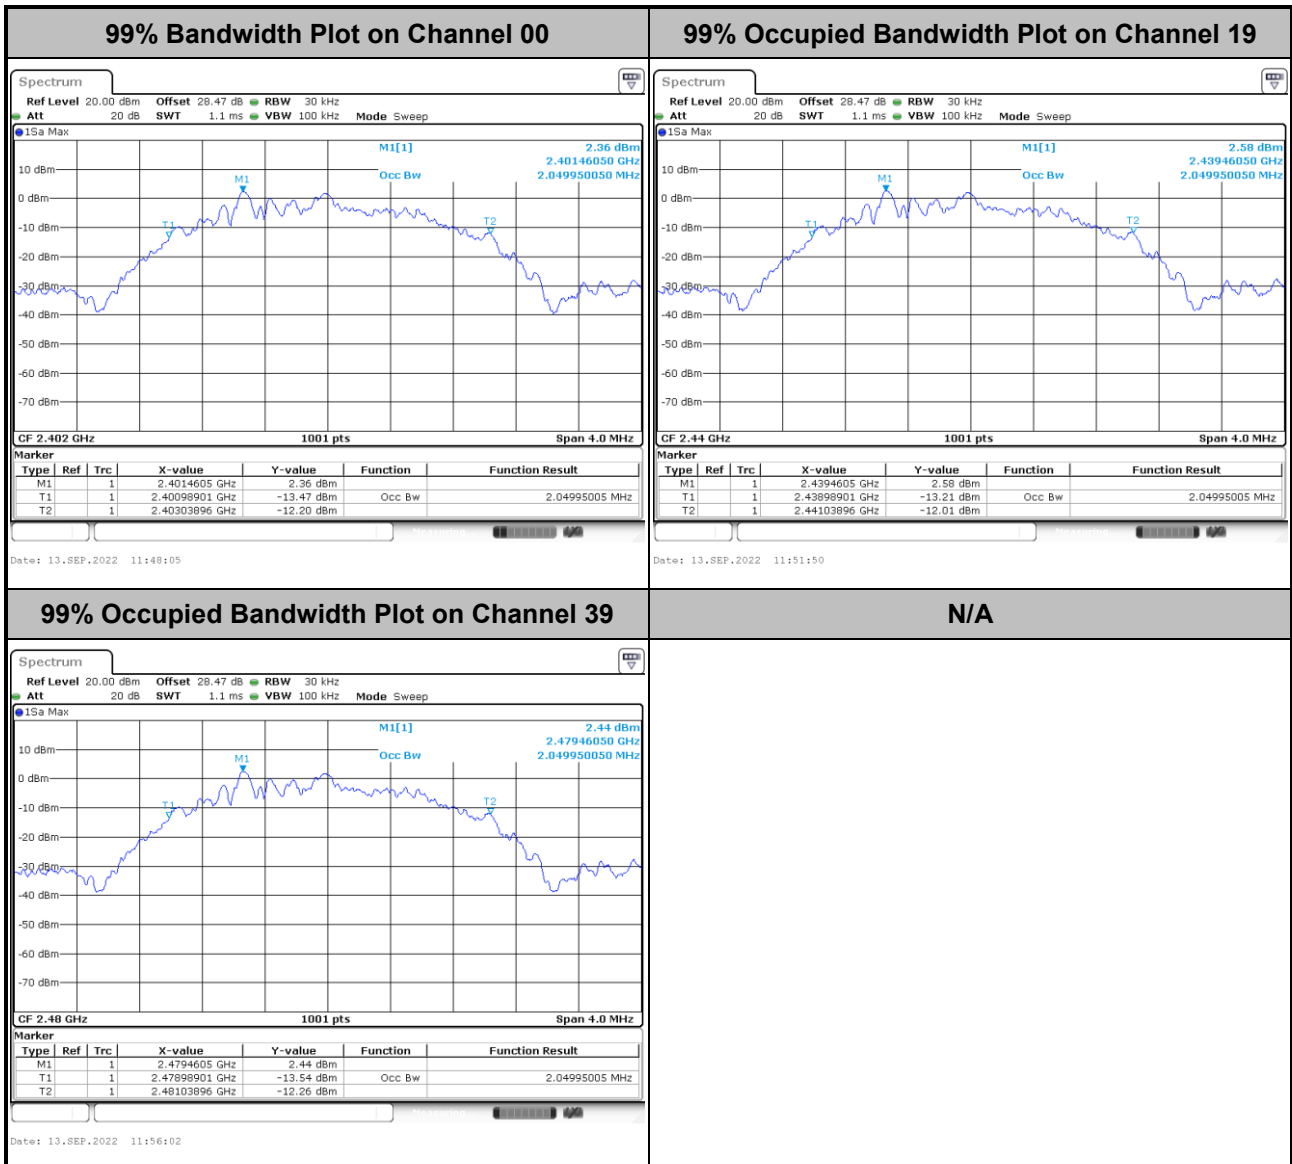 99% Bandwidth Plot on Channel 00
Spectrum
Ref Level 20.00 dBm Offset 28.47 dB RBW 30 kHz
Att 20 dB SWT 1.1 ms VBW 100 kHz Mode Sweep
1Sa Max
M1[1] 2.36 dBm
2.40146050 GHz
Occ Bw 2.049950050 MHz
10 dBm
M1
0 dBm
T1
T2
-10 dBm
-20 dBm
-30 dBm
-40 dBm
-50 dBm
-60 dBm
-70 dBm
CF 2.402 GHz 1001 pts Span 4.0 MHz
Marker
Type Ref Trc X-value Y-value Function Function Result
M1 1 2.4014605 GHz 2.36 dBm
T1 1 2.40098901 GHz -13.47 dBm Occ Bw 2.04995005 MHz
T2 1 2.40303896 GHz -12.20 dBm
Date: 13.SEP.2022 11:48:05
99% Occupied Bandwidth Plot on Channel 19
Spectrum
Ref Level 20.00 dBm Offset 28.47 dB RBW 30 kHz
Att 20 dB SWT 1.1 ms VBW 100 kHz Mode Sweep
1Sa Max
M1[1] 2.58 dBm
2.43946050 GHz
Occ Bw 2.049950050 MHz
10 dBm
M1
0 dBm
T1
T2
-10 dBm
-20 dBm
-30 dBm
-40 dBm
-50 dBm
-60 dBm
-70 dBm
CF 2.44 GHz 1001 pts Span 4.0 MHz
Marker
Type Ref Trc X-value Y-value Function Function Result
M1 1 2.4394605 GHz 2.58 dBm
T1 1 2.43898901 GHz -13.21 dBm Occ Bw 2.04995005 MHz
T2 1 2.44103896 GHz -12.01 dBm
Date: 13.SEP.2022 11:51:50
99% Occupied Bandwidth Plot on Channel 39
Spectrum
Ref Level 20.00 dBm Offset 28.47 dB RBW 30 kHz
Att 20 dB SWT 1.1 ms VBW 100 kHz Mode Sweep
1Sa Max
M1[1] 2.44 dBm
2.47946050 GHz
Occ Bw 2.049950050 MHz
10 dBm
M1
0 dBm
T1
T2
-10 dBm
-20 dBm
-30 dBm
-40 dBm
-50 dBm
-60 dBm
-70 dBm
CF 2.48 GHz 1001 pts Span 4.0 MHz
Marker
Type Ref Trc X-value Y-value Function Function Result
M1 1 2.4794605 GHz 2.44 dBm
T1 1 2.47898901 GHz -13.54 dBm Occ Bw 2.04995005 MHz
T2 1 2.48103896 GHz -12.26 dBm
Date: 13.SEP.2022 11:56:02
N/A